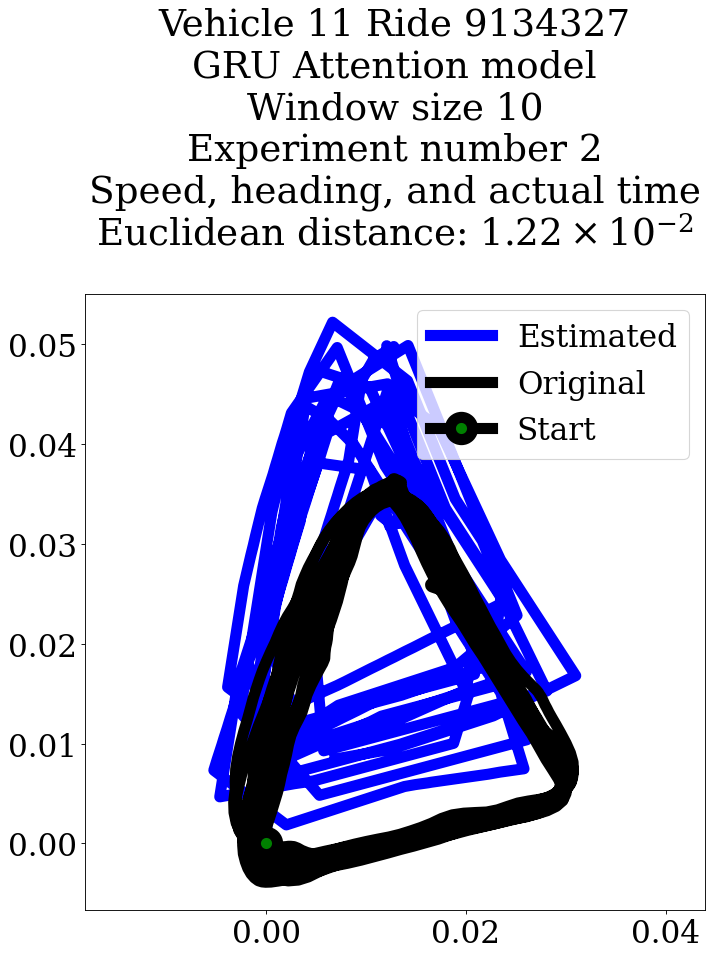 Vehicle 11 Ride 9134327
GRU Attention model
Window size 10
Experiment number 2
Speed, heading, and actual time
Euclidean distance: 1.22 × 10⁻²
Estimated
Original
Start
0.05
0.04
0.03
0.02
0.01
0.00
0.00 0.02 0.04